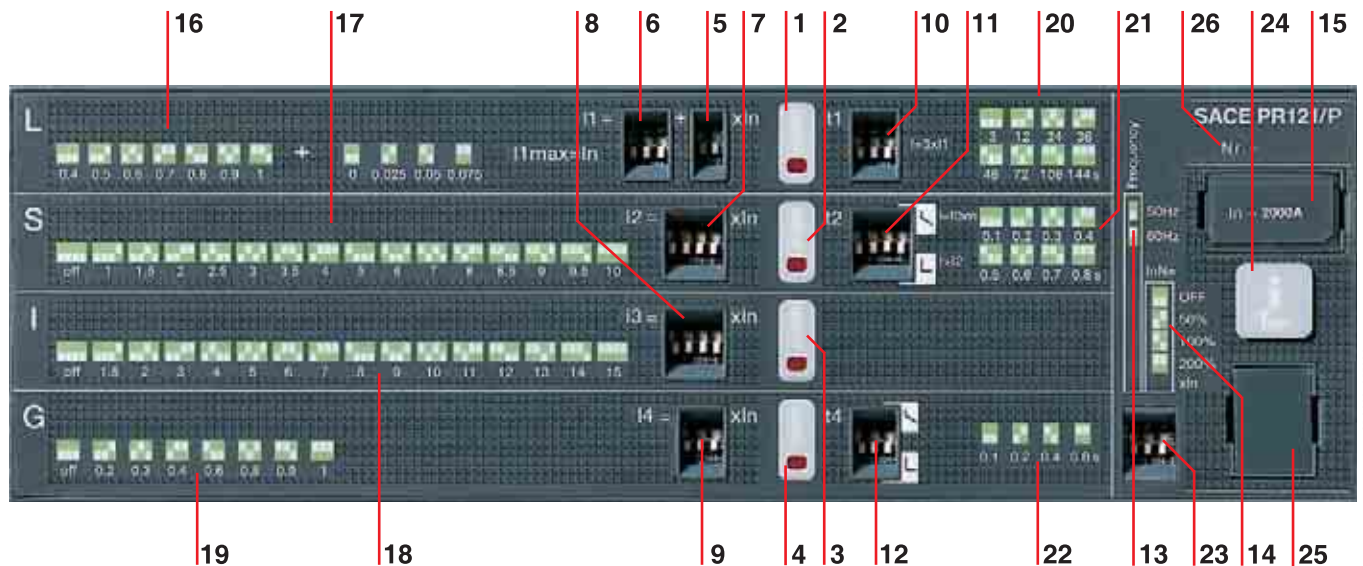 16 17 8 6 5 7 1 2 10 11 20 21 26 24 15
L
I1 = + xIn
I1max=In
0.4 0.5 0.6 0.7 0.8 0.9 1 + 0 0.025 0.05 0.075
t1
t=3xI1
3 12 24 36
48 72 108 144 s
S
I2 = xIn
off 1 1.5 2 2.5 3 3.5 4 5 6 7 8 8.5 9 9.5 10
t2
0.1 0.2 0.3 0.4
0.5 0.6 0.7 0.8 s
I
I3 = xIn
off 1.5 2 3 4 5 6 7 8 9 10 11 12 13 14 15
G
I4 = xIn
off 0.2 0.3 0.4 0.6 0.8 0.9 1
t4
0.1 0.2 0.4 0.8 s
Frequency
50Hz
60Hz
InN=
OFF
50%
100%
200%
xIn
SACE PR121/P
Nr.
In = 2000A
19 18 9 4 3 12 22 13 23 14 25